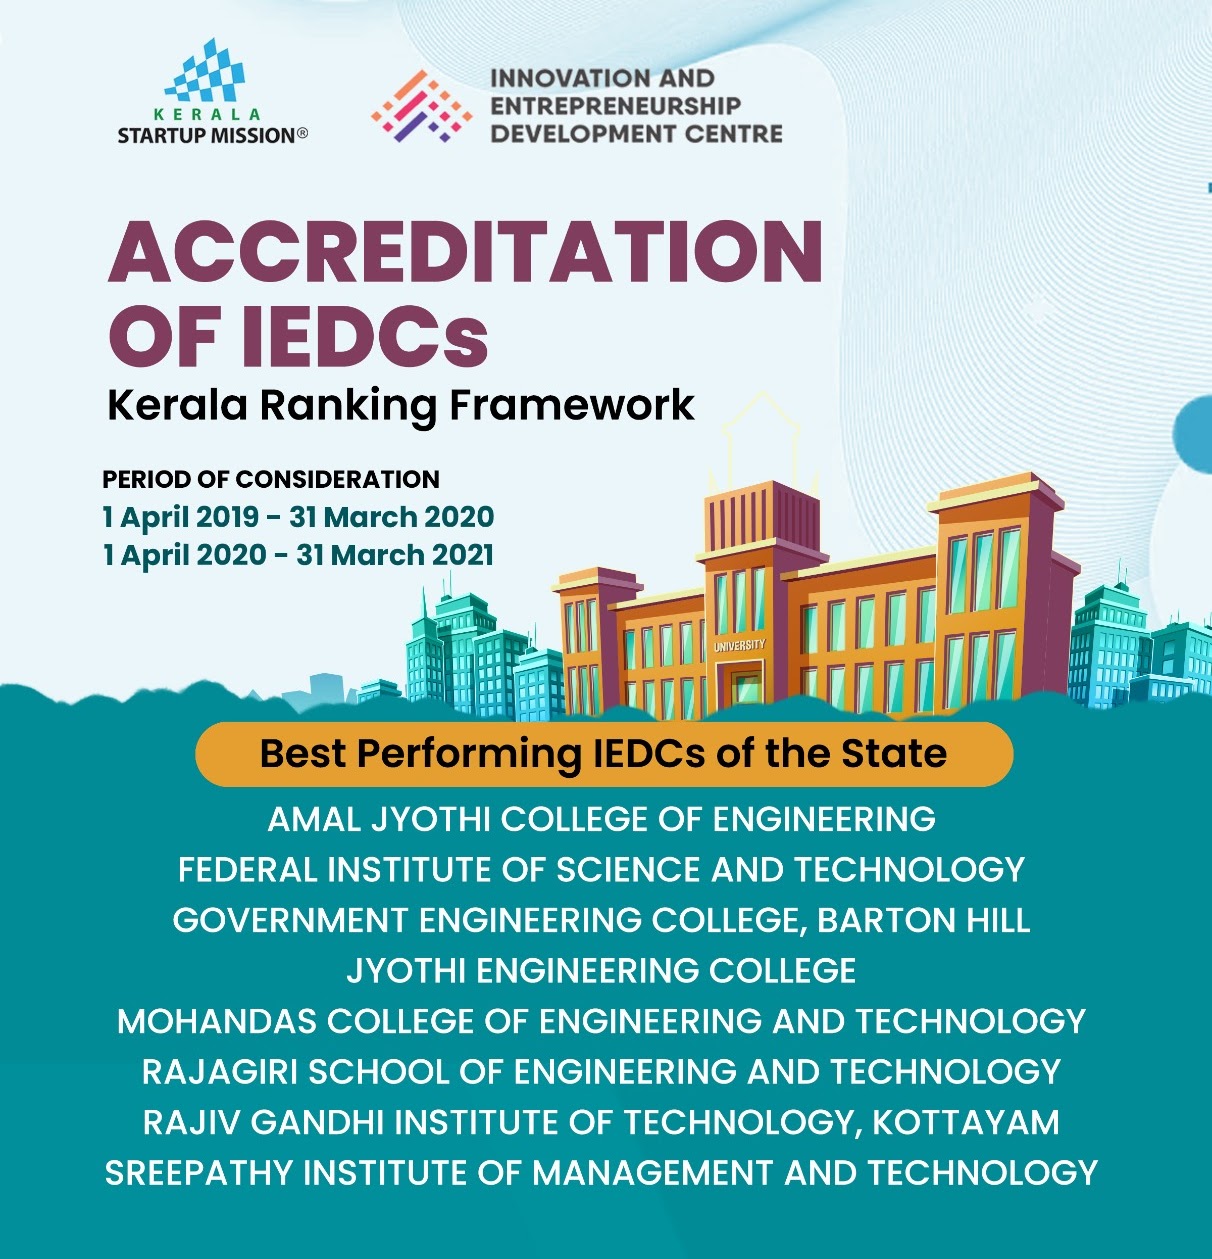 KERALA
STARTUP MISSION®
INNOVATION AND
ENTREPRENEURSHIP
DEVELOPMENT CENTRE
ACCREDITATION
OF IEDCs
Kerala Ranking Framework
PERIOD OF CONSIDERATION
1 April 2019 - 31 March 2020
1 April 2020 - 31 March 2021
UNIVERSITY
Best Performing IEDCs of the State
AMAL JYOTHI COLLEGE OF ENGINEERING
FEDERAL INSTITUTE OF SCIENCE AND TECHNOLOGY
GOVERNMENT ENGINEERING COLLEGE, BARTON HILL
JYOTHI ENGINEERING COLLEGE
MOHANDAS COLLEGE OF ENGINEERING AND TECHNOLOGY
RAJAGIRI SCHOOL OF ENGINEERING AND TECHNOLOGY
RAJIV GANDHI INSTITUTE OF TECHNOLOGY, KOTTAYAM
SREEPATHY INSTITUTE OF MANAGEMENT AND TECHNOLOGY